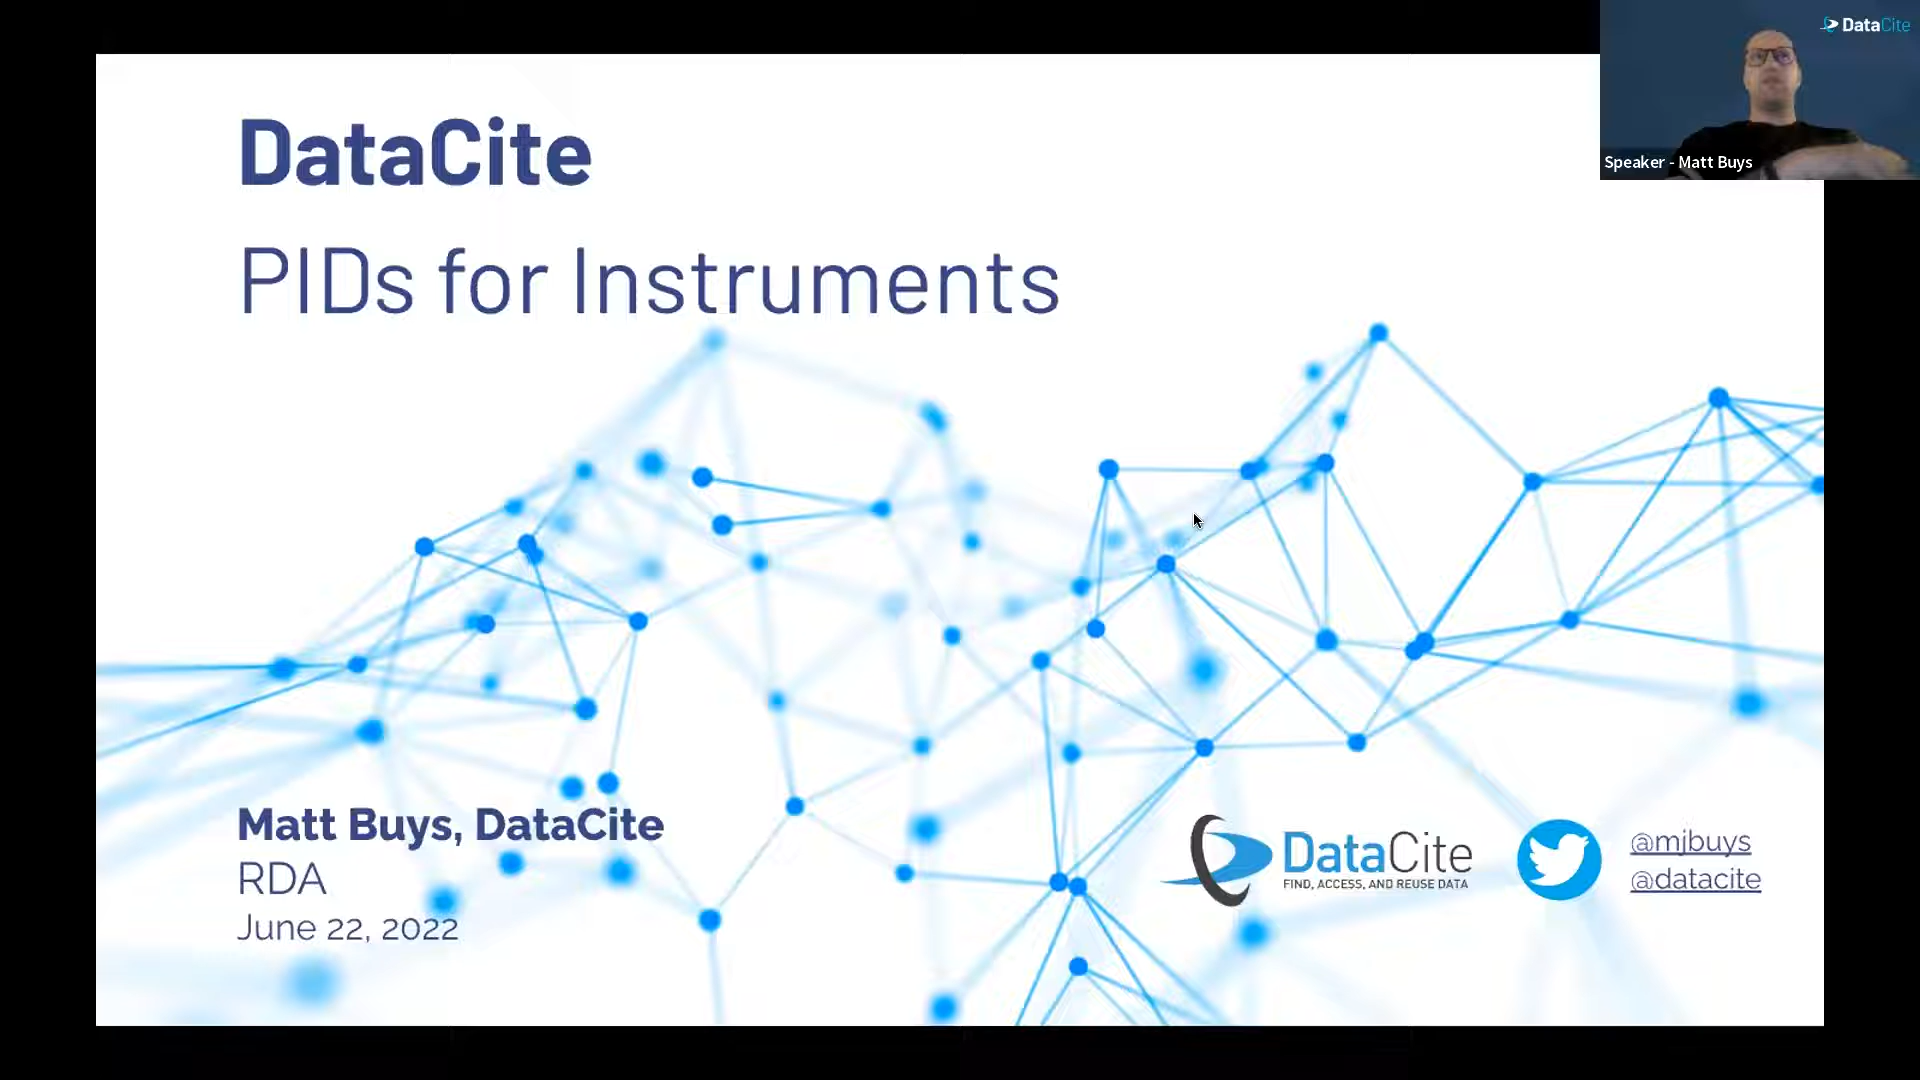 DataCite
PIDs for Instruments
DataCite
Speaker - Matt Buys
Matt Buys, DataCite
RDA
June 22, 2022
DataCite
FIND, ACCESS, AND REUSE DATA
@mjbuys
@datacite